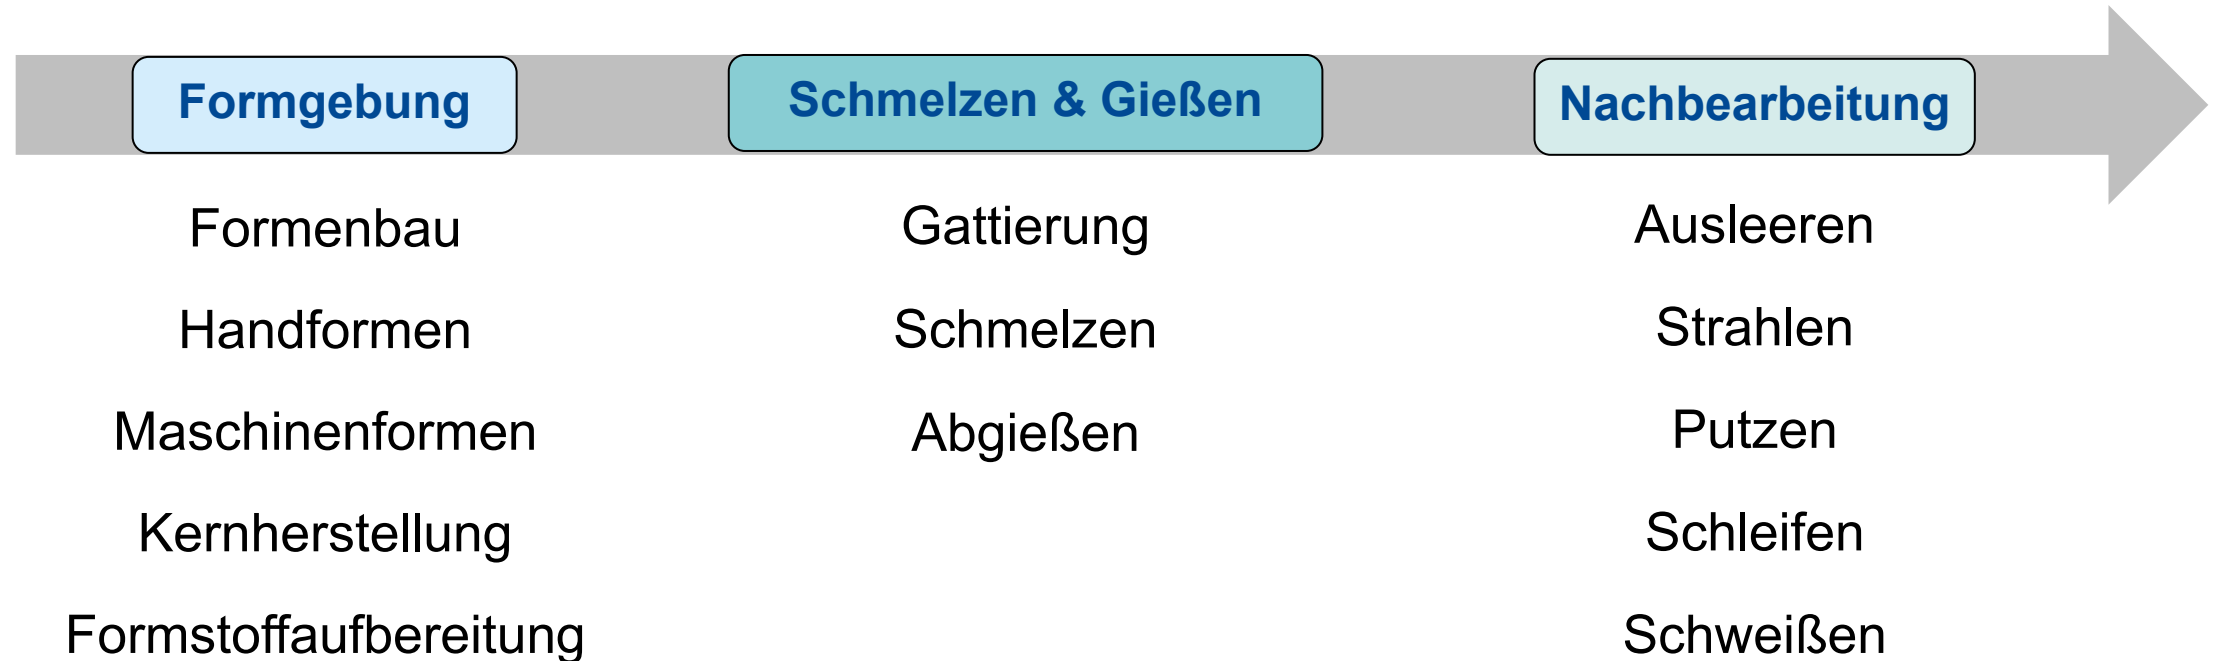 Formgebung
Schmelzen & Gießen
Nachbearbeitung
Formenbau
Handformen
Maschinenformen
Kernherstellung
Formstoffaufbereitung
Gattierung
Schmelzen
Abgießen
Ausleeren
Strahlen
Putzen
Schleifen
Schweißen